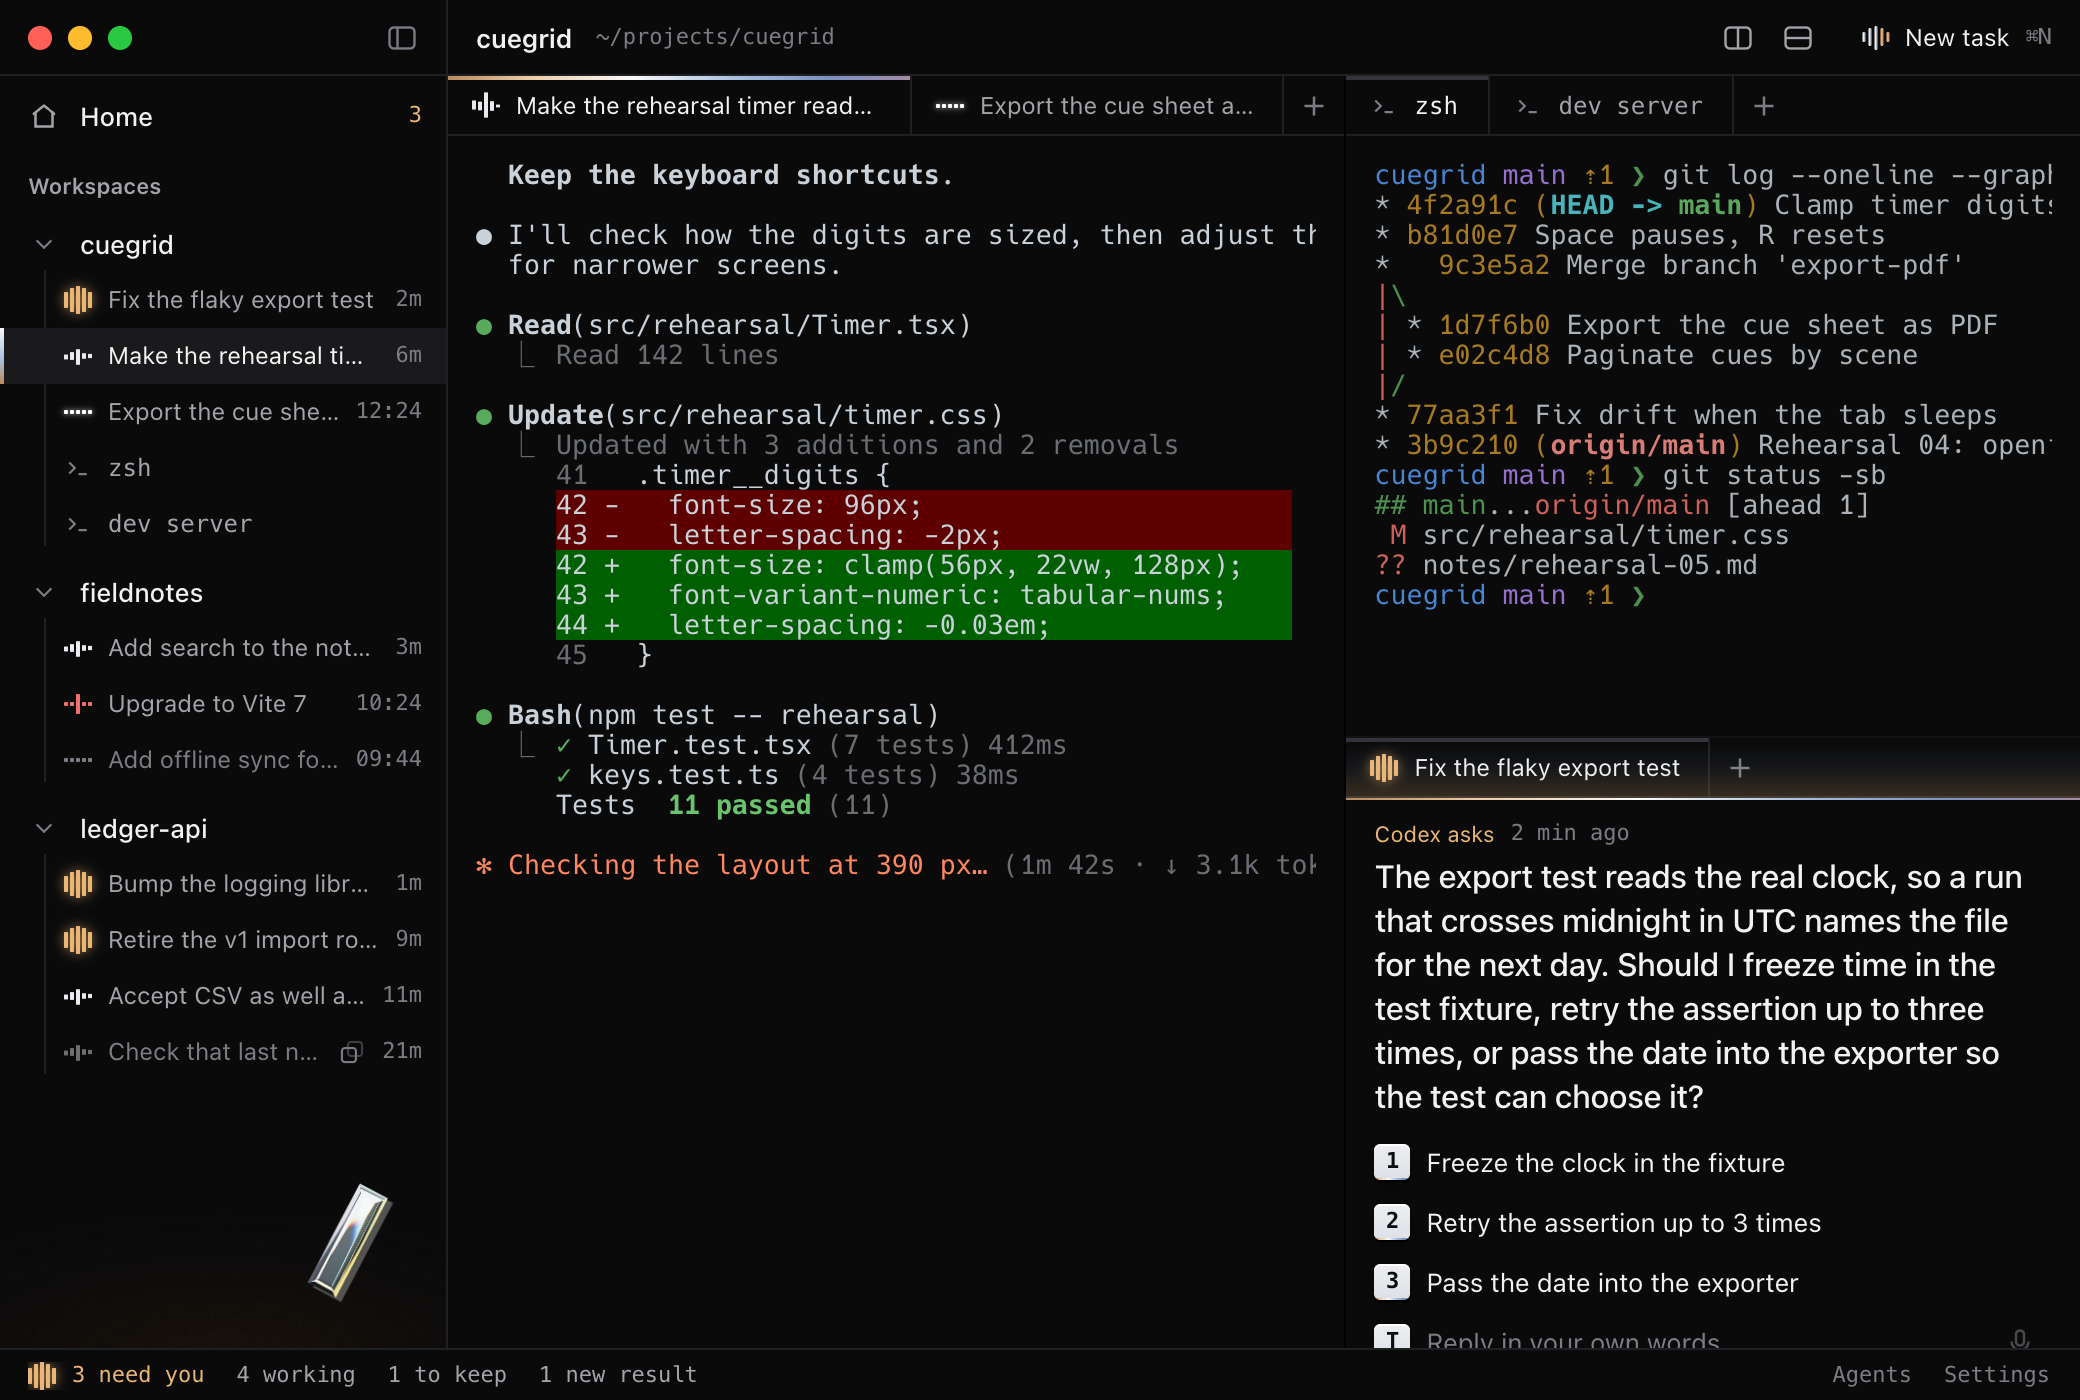 cuegrid ~/projects/cuegrid
New task ⌘N
Home 3
Workspaces
cuegrid
Fix the flaky export test 2m
Make the rehearsal ti... 6m
Export the cue she... 12:24
zsh
dev server
fieldnotes
Add search to the not... 3m
Upgrade to Vite 7 10:24
Add offline sync fo... 09:44
ledger-api
Bump the logging libr... 1m
Retire the v1 import ro... 9m
Accept CSV as well a... 11m
Check that last n... 21m
Make the rehearsal timer read...
Export the cue sheet a...
Keep the keyboard shortcuts.
● I'll check how the digits are sized, then adjust
for narrower screens.
● Read(src/rehearsal/Timer.tsx)
⎿ Read 142 lines
● Update(src/rehearsal/timer.css)
⎿ Updated with 3 additions and 2 removals
41 .timer__digits {
42 - font-size: 96px;
43 - letter-spacing: -2px;
42 + font-size: clamp(56px, 22vw, 128px);
43 + font-variant-numeric: tabular-nums;
44 + letter-spacing: -0.03em;
45 }
● Bash(npm test -- rehearsal)
⎿ ✓ Timer.test.tsx (7 tests) 412ms
✓ keys.test.ts (4 tests) 38ms
Tests 11 passed (11)
✻ Checking the layout at 390 px… (1m 42s · ↓ 3.1k
zsh
dev server
cuegrid main ⇡1 ❯ git log --oneline
* 4f2a91c (HEAD -> main) Clamp timer digits
* b81d0e7 Space pauses, R resets
* 9c3e5a2 Merge branch 'export-pdf'
|\
| * 1d7f6b0 Export the cue sheet as PDF
| * e02c4d8 Paginate cues by scene
|/
* 77aa3f1 Fix drift when the tab sleeps
* 3b9c210 (origin/main) Rehearsal 04:
cuegrid main ⇡1 ❯ git status -sb
## main...origin/main [ahead 1]
M src/rehearsal/timer.css
?? notes/rehearsal-05.md
cuegrid main ⇡1 ❯
Fix the flaky export test
Codex asks 2 min ago
The export test reads the real clock, so a run
that crosses midnight in UTC names the file
for the next day. Should I freeze time in the
test fixture, retry the assertion up to three
times, or pass the date into the exporter so
the test can choose it?
1 Freeze the clock in the fixture
2 Retry the assertion up to 3 times
3 Pass the date into the exporter
T Reply in your own words
3 need you 4 working 1 to keep 1 new result
Agents Settings